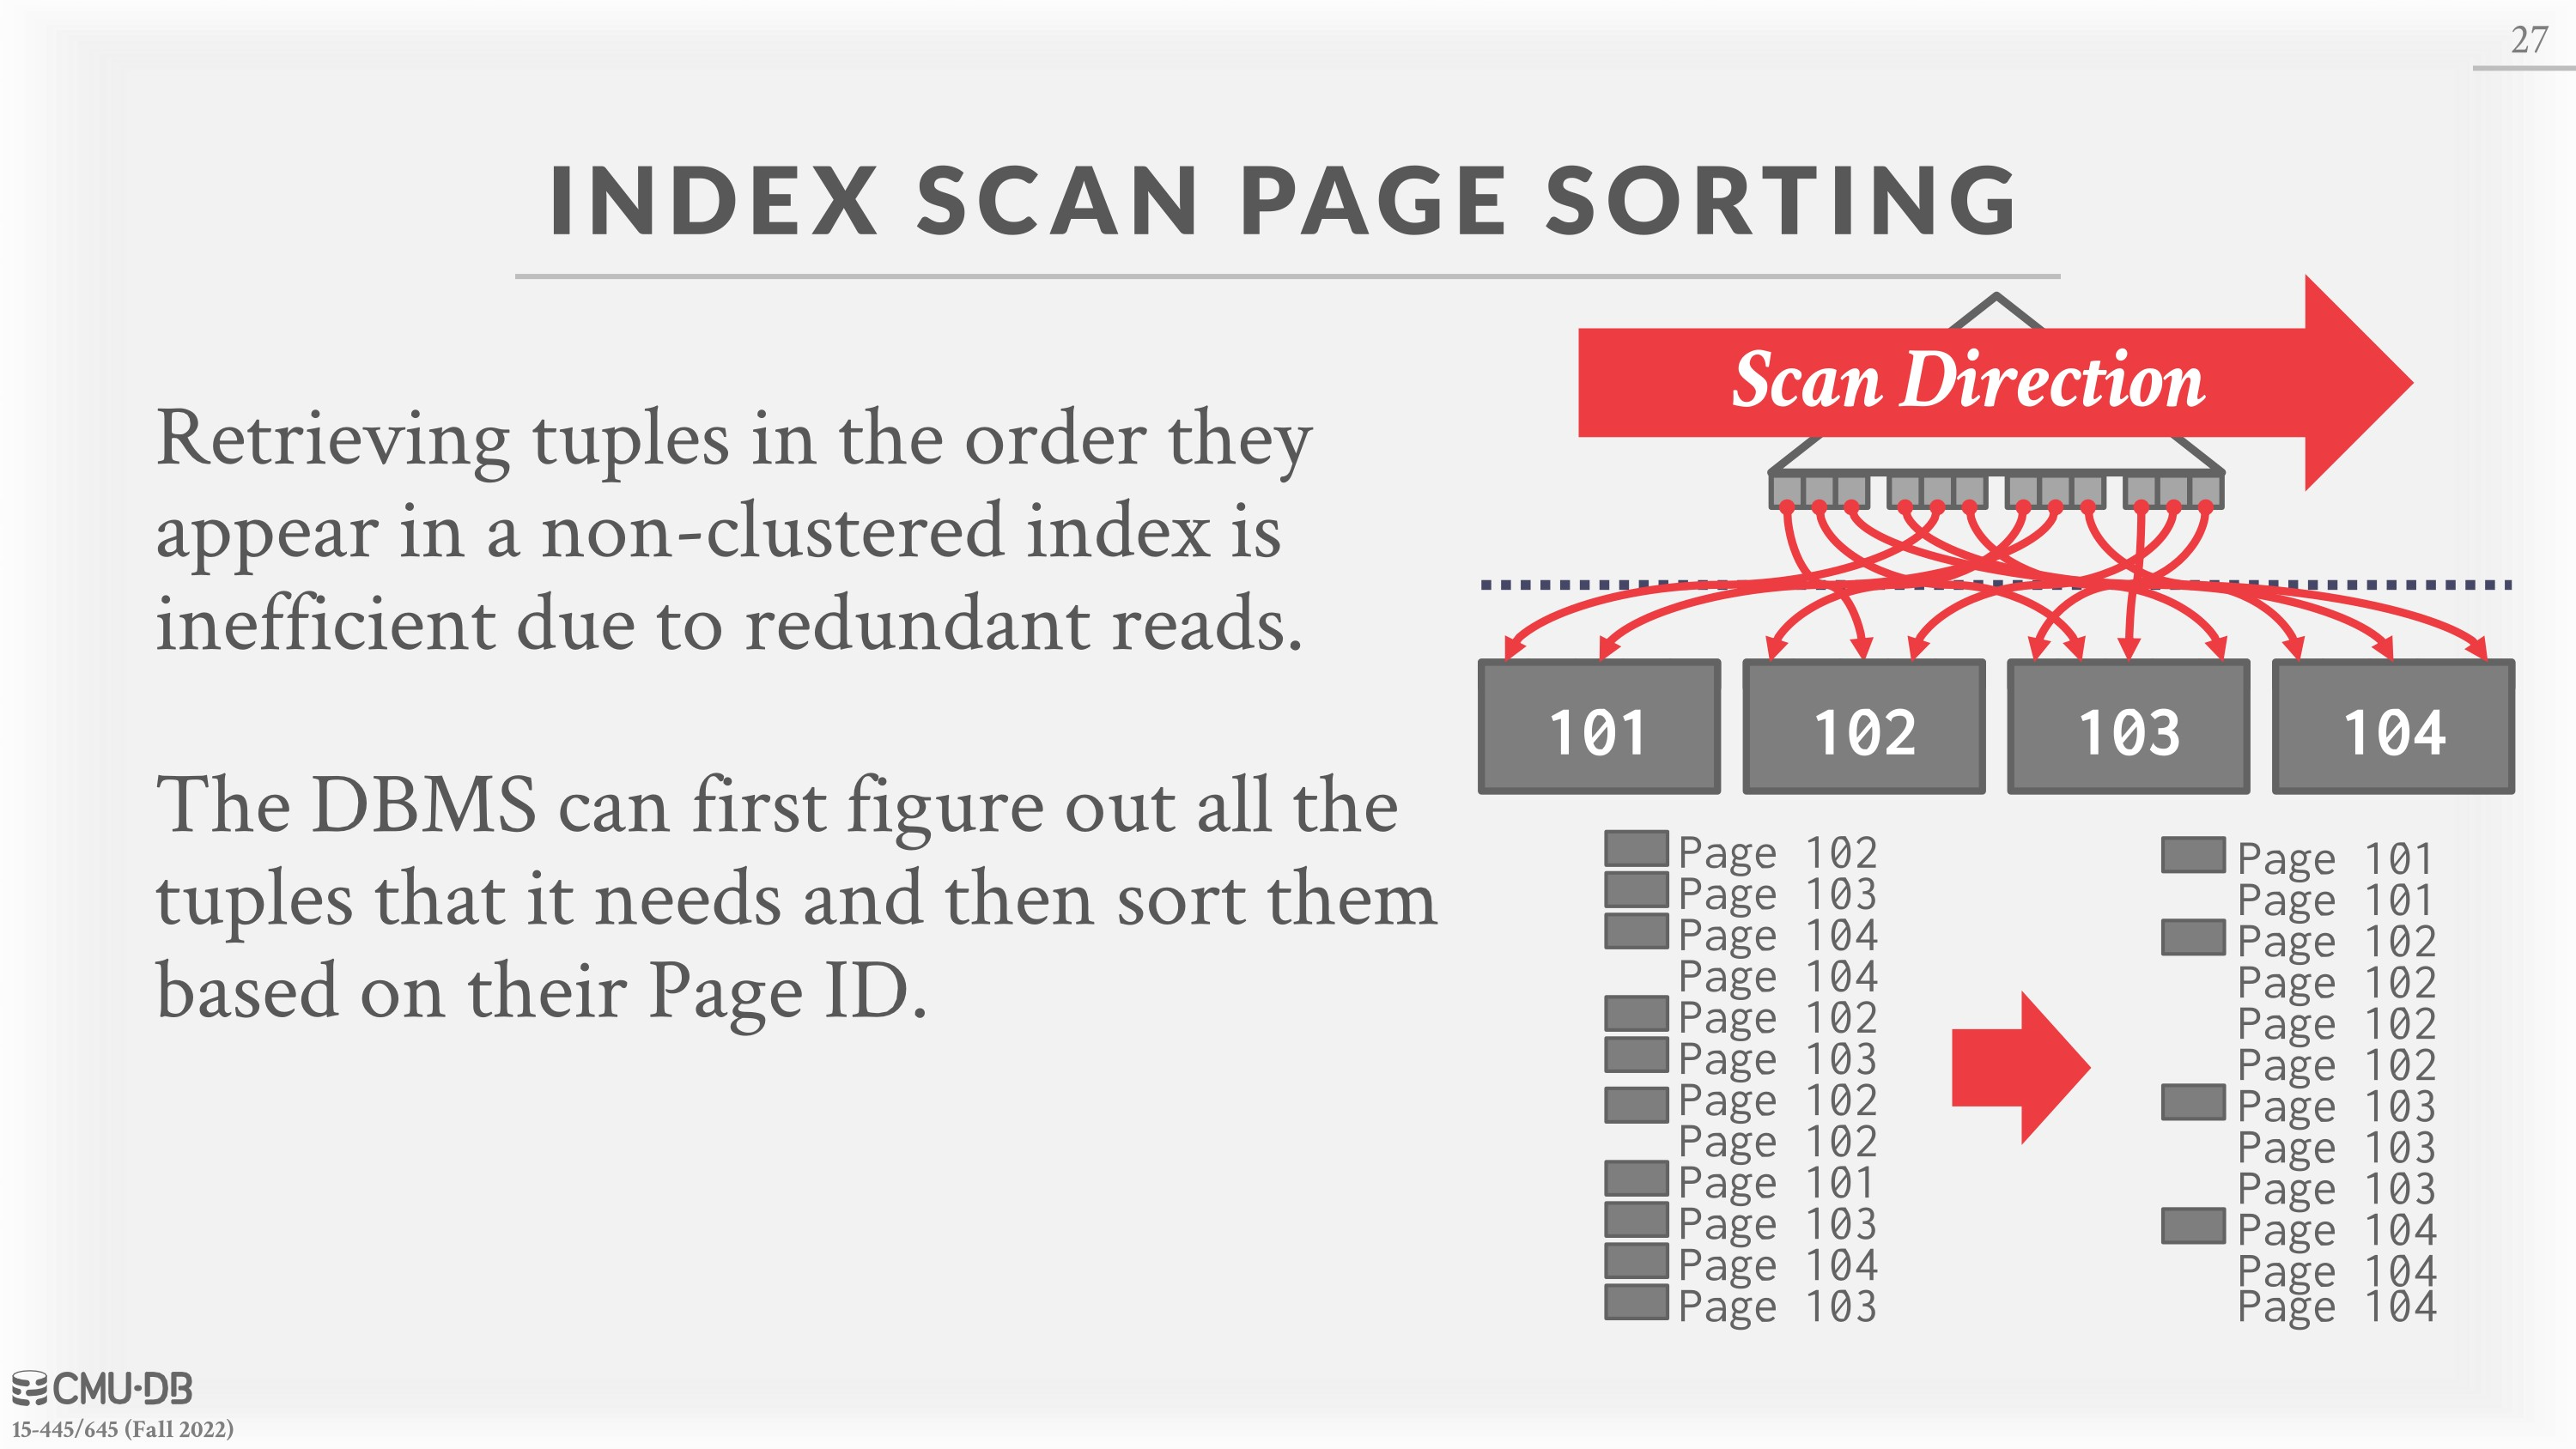 27
INDEX SCAN PAGE SORTING
Retrieving tuples in the order they
appear in a non-clustered index is
inefficient due to redundant reads.
The DBMS can first figure out all the
tuples that it needs and then sort them
based on their Page ID.
Scan Direction
101
102
103
104
Page 102
Page 103
Page 104
Page 104
Page 102
Page 103
Page 102
Page 102
Page 101
Page 103
Page 104
Page 103
Page 101
Page 101
Page 102
Page 102
Page 102
Page 102
Page 103
Page 103
Page 103
Page 104
Page 104
Page 104
CMU·DB
15-445/645 (Fall 2022)